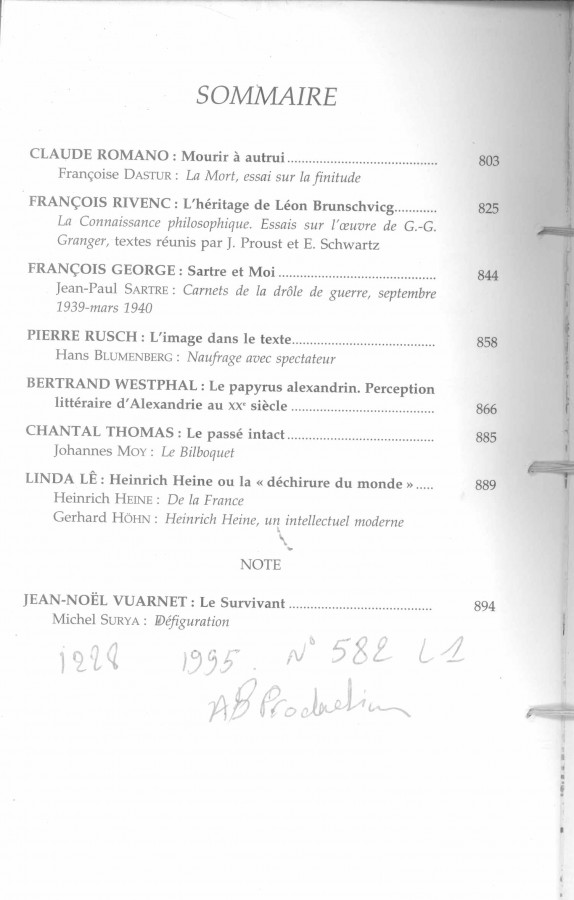 SOMMAIRE
CLAUDE ROMANO : Mourir à autrui ........................................ 803
Françoise DASTUR : La Mort, essai sur la finitude
FRANÇOIS RIVENC : L'héritage de Léon Brunschvicg........... 825
La Connaissance philosophique. Essais sur l'œuvre de G.-G.
Granger, textes réunis par J. Proust et E. Schwartz
FRANÇOIS GEORGE : Sartre et Moi ......................................... 844
Jean-Paul SARTRE : Carnets de la drôle de guerre, septembre
1939-mars 1940
PIERRE RUSCH : L'image dans le texte...................................... 858
Hans BLUMENBERG : Naufrage avec spectateur
BERTRAND WESTPHAL : Le papyrus alexandrin. Perception
littéraire d'Alexandrie au XXe siècle ...................................... 866
CHANTAL THOMAS : Le passé intact ....................................... 885
Johannes MOY : Le Bilboquet
LINDA LÊ : Heinrich Heine ou la « déchirure du monde » ..... 889
Heinrich HEINE : De la France
Gerhard HÖHN : Heinrich Heine, un intellectuel moderne
NOTE
JEAN-NOËL VUARNET : Le Survivant ...................................... 894
Michel SURYA : Défiguration
1228 1995. N° 582 L1
AB Production